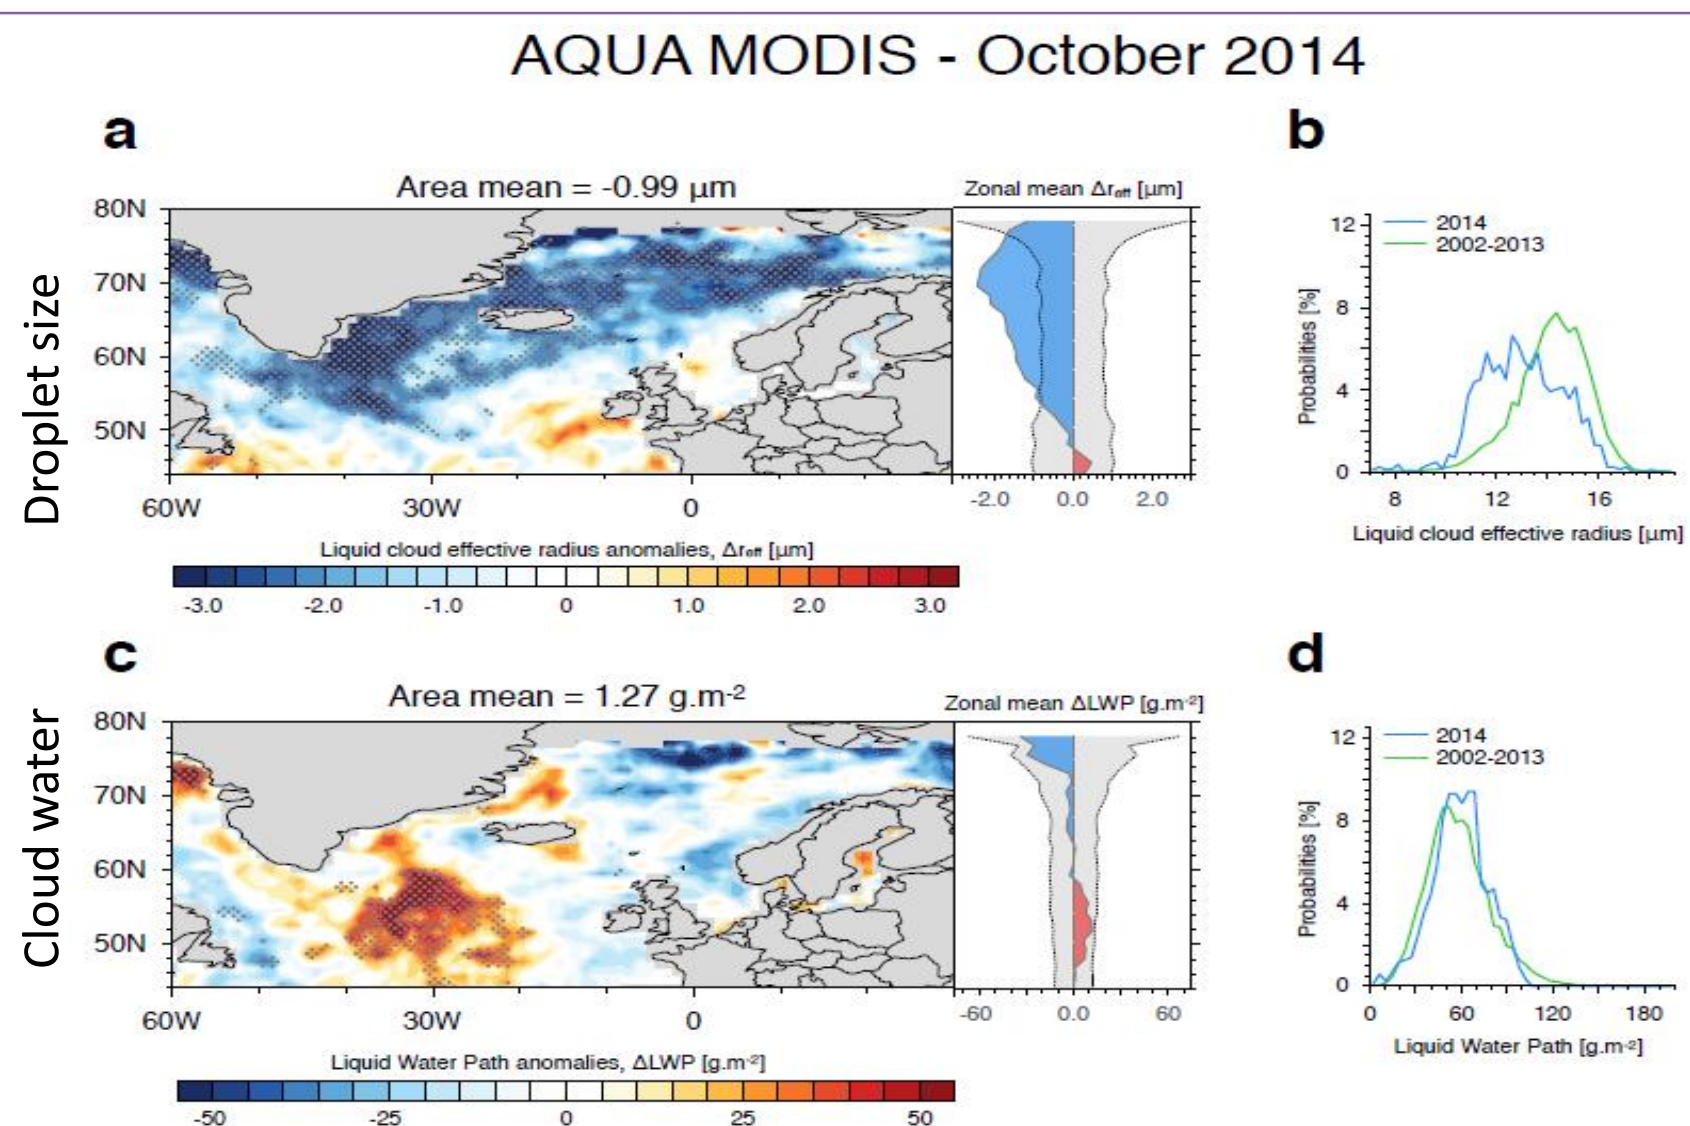 AQUA MODIS - October 2014
a
b
Droplet size
Area mean = -0.99 µm
Zonal mean Δreff [µm]
80N
70N
60N
50N
60W
30W
0
-2.0
0.0
2.0
Liquid cloud effective radius anomalies, Δreff [µm]
-3.0
-2.0
-1.0
0
1.0
2.0
3.0
2014
2002-2013
Probabilities [%]
12
8
4
0
8
12
16
Liquid cloud effective radius [µm]
c
d
Cloud water
Area mean = 1.27 g.m-2
Zonal mean ΔLWP [g.m-2]
80N
70N
60N
50N
60W
30W
0
-60
0.0
60
Liquid Water Path anomalies, ΔLWP [g.m-2]
-50
-25
0
25
50
2014
2002-2013
Probabilities [%]
12
8
4
0
0
60
120
180
Liquid Water Path [g.m-2]